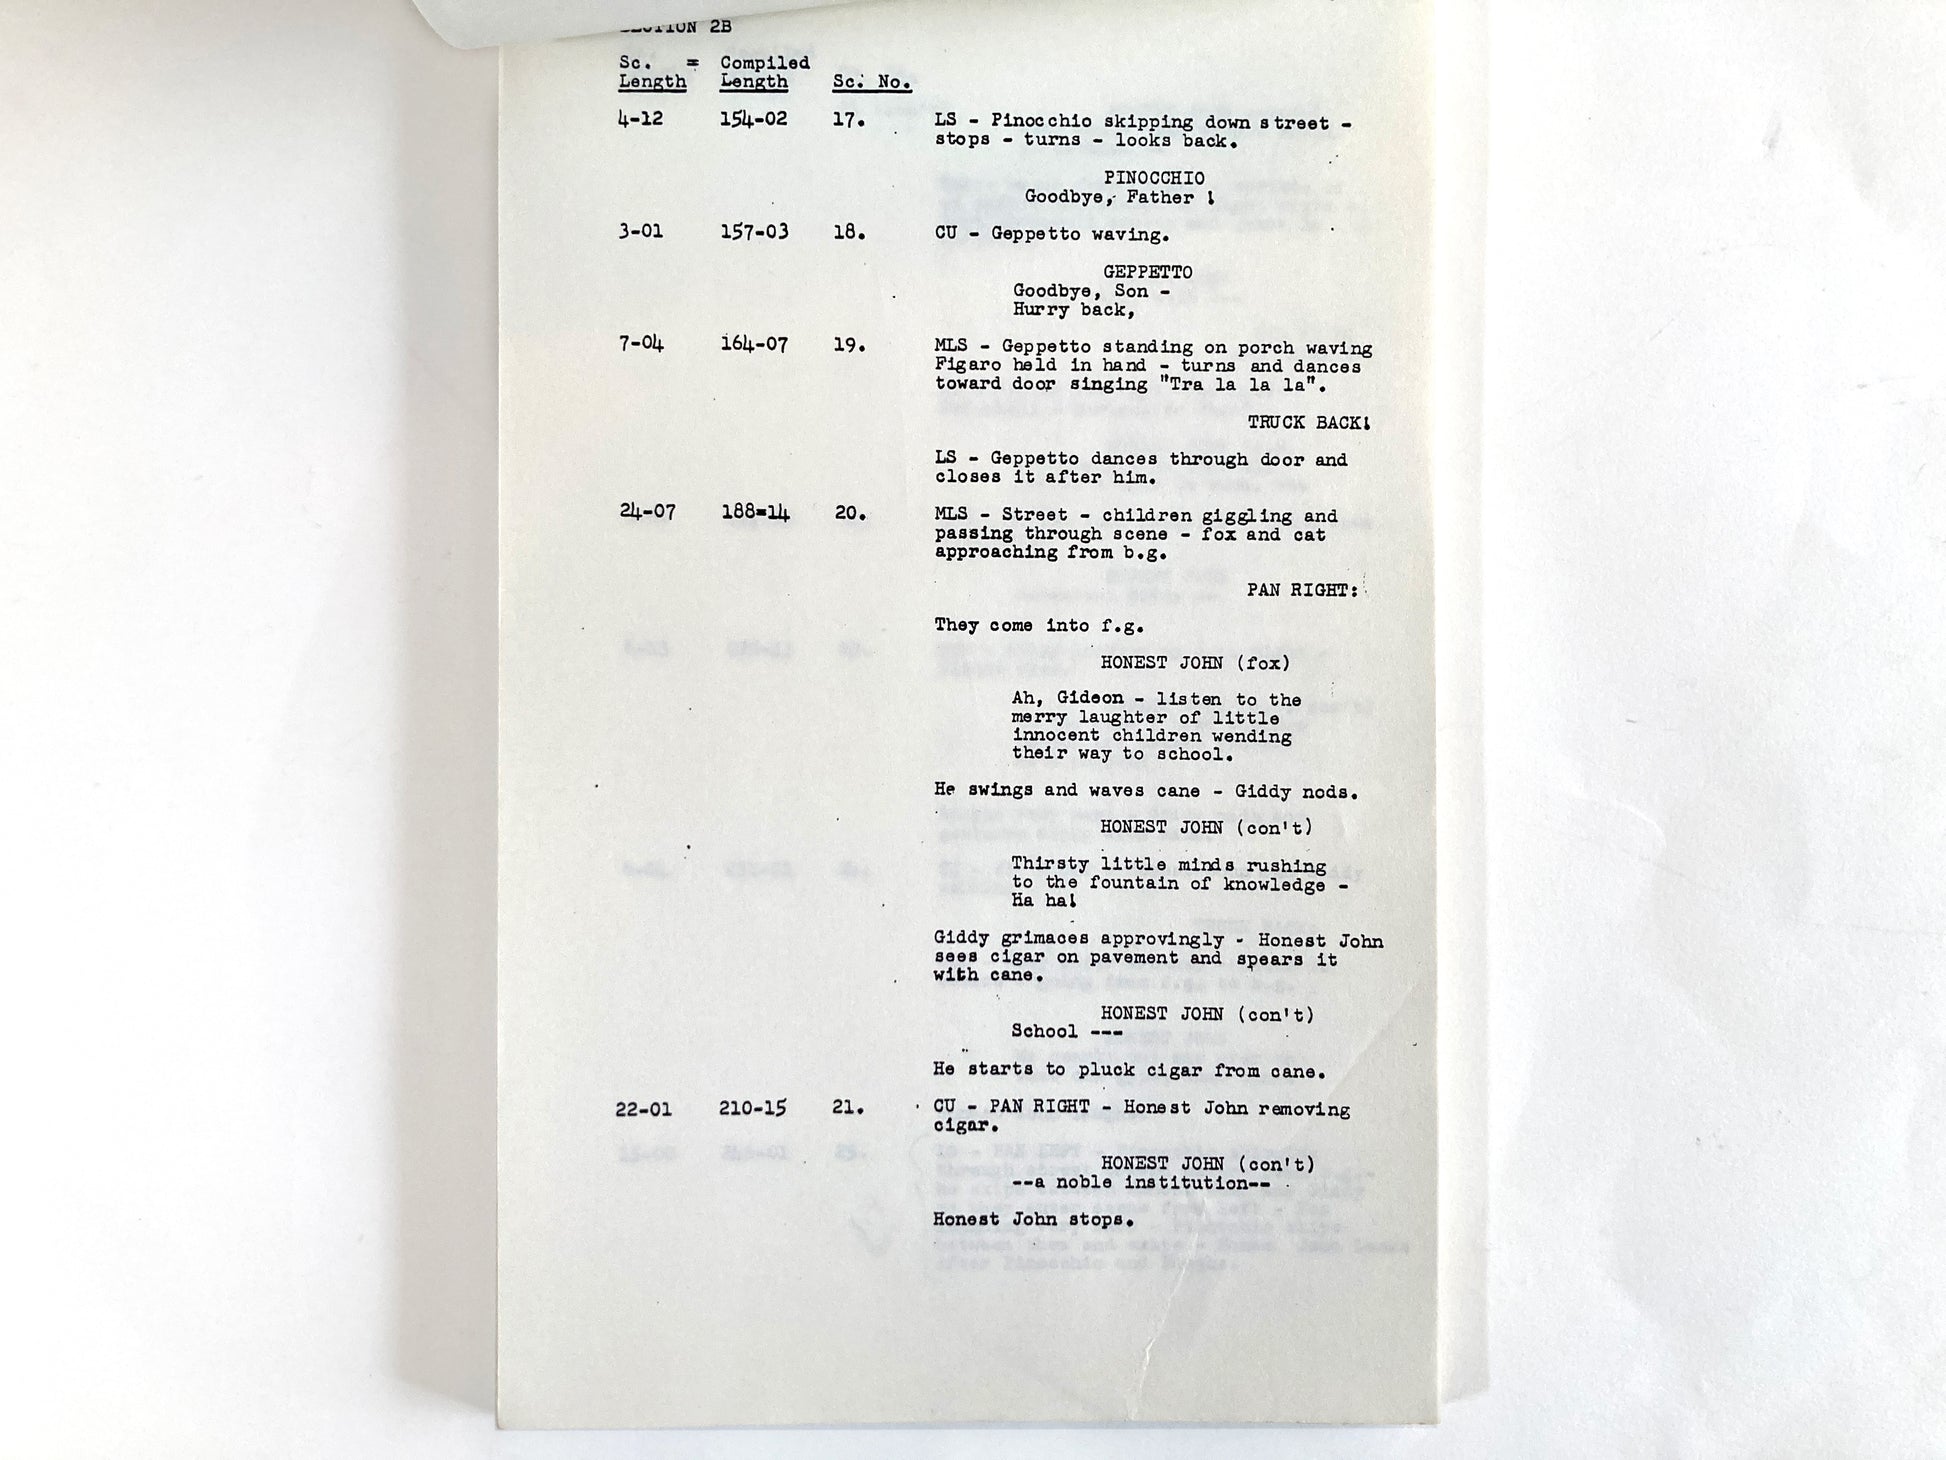 SECTION 2B
Sc. = Compiled
Length Length Sc. No.
4-12 154-02 17. LS - Pinocchio skipping down street -
stops - turns - looks back.
PINOCCHIO
Goodbye, Father !
3-01 157-03 18. CU - Geppetto waving.
GEPPETTO
Goodbye, Son -
Hurry back,
7-04 164-07 19. MLS - Geppetto standing on porch waving
Figaro held in hand - turns and dances
toward door singing "Tra la la la".
TRUCK BACK!
LS - Geppetto dances through door and
closes it after him.
24-07 188=14 20. MLS - Street - children giggling and
passing through scene - fox and cat
approaching from b.g.
PAN RIGHT:
They come into f.g.
HONEST JOHN (fox)
Ah, Gideon - listen to the
merry laughter of little
innocent children wending
their way to school.
He swings and waves cane - Giddy nods.
HONEST JOHN (con't)
Thirsty little minds rushing
to the fountain of knowledge -
Ha ha!
Giddy grimaces approvingly - Honest John
sees cigar on pavement and spears it
with cane.
HONEST JOHN (con't)
School ---
He starts to pluck cigar from cane.
22-01 210-15 21. CU - PAN RIGHT - Honest John removing
cigar.
HONEST JOHN (con't)
--a noble institution--
Honest John stops.